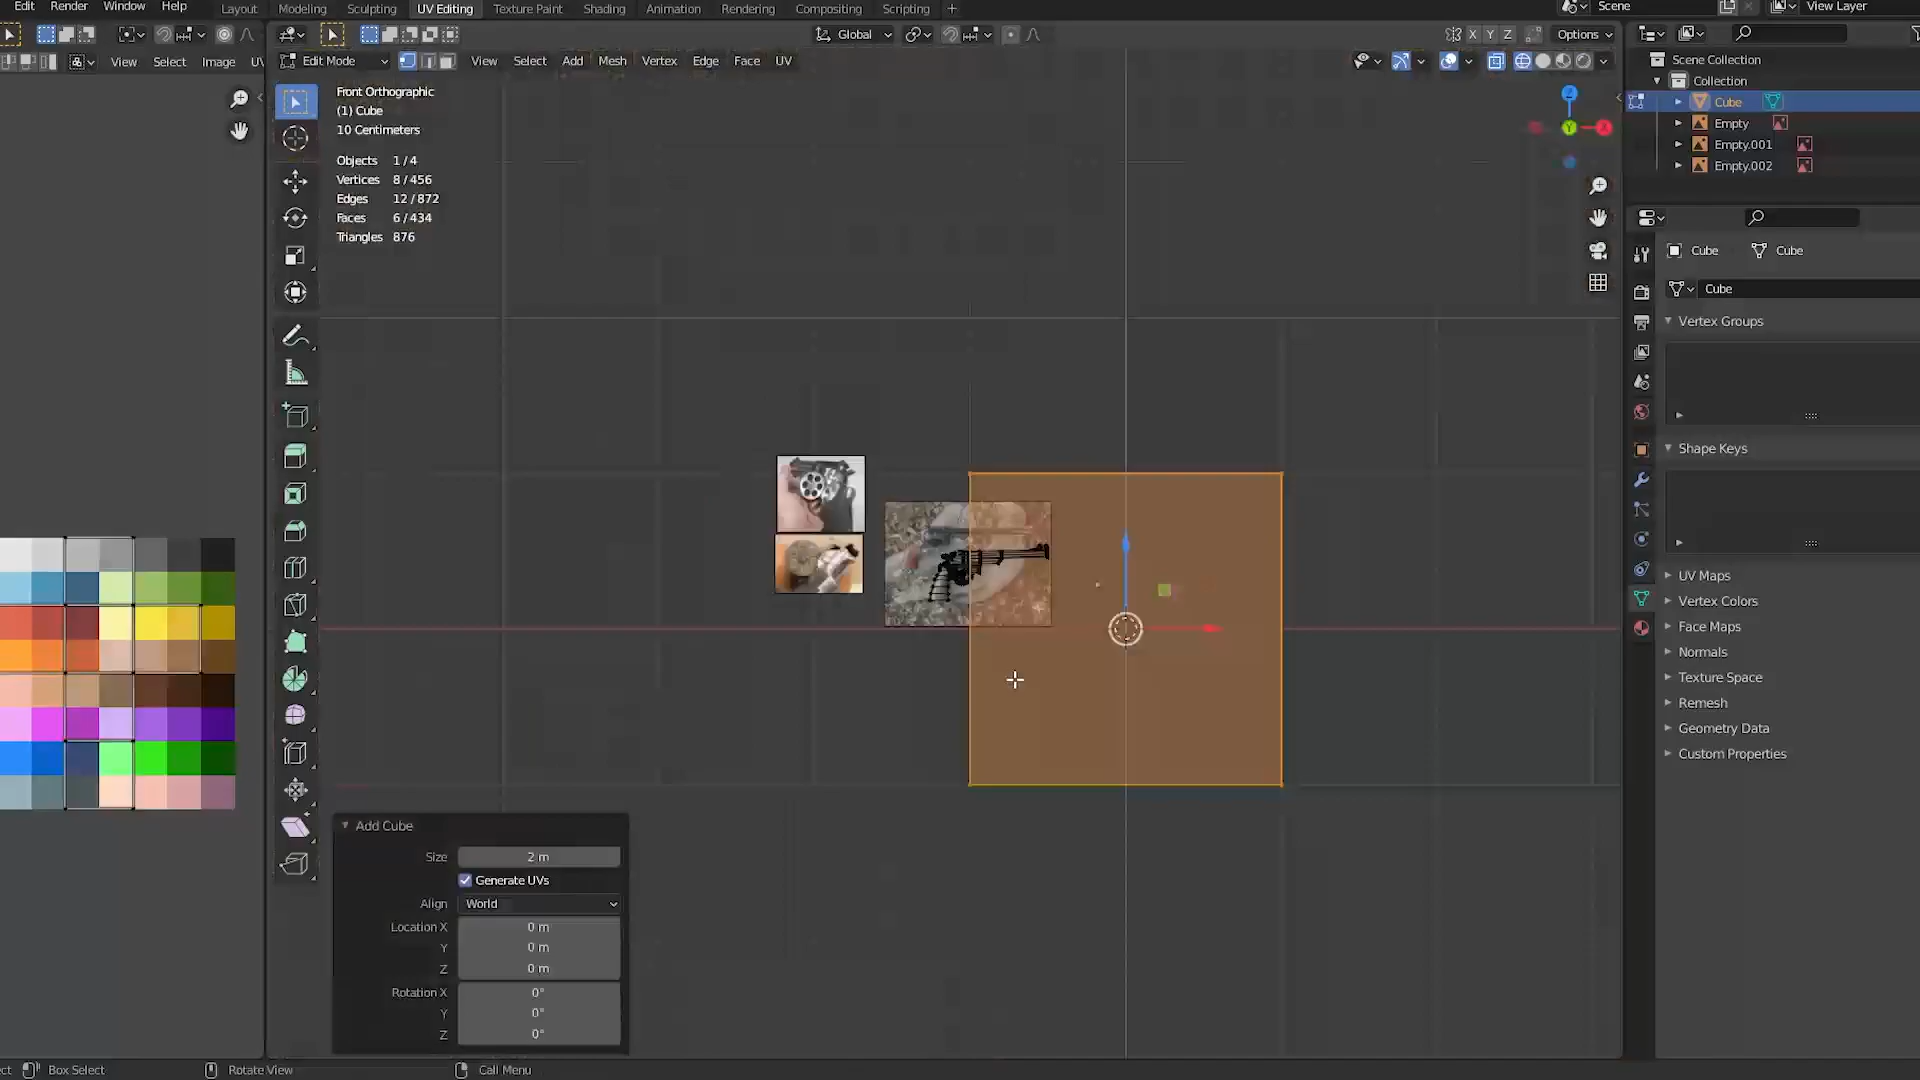 Edit Render Window Help Layout Modeling Sculpting UV Editing Texture Paint Shading Animation Rendering Compositing Scripting + Scene View Layer
Global X Y Z Options
View Select Image UV Edit Mode View Select Add Mesh Vertex Edge Face UV
Front Orthographic
(1) Cube
10 Centimeters
Objects 1/4
Vertices 8/456
Edges 12/872
Faces 6/434
Triangles 876
Z
Y X
Scene Collection
Collection
Cube
Empty
Empty.001
Empty.002
Cube Cube
Cube
Vertex Groups
Shape Keys
UV Maps
Vertex Colors
Face Maps
Normals
Texture Space
Remesh
Geometry Data
Custom Properties
Add Cube
Size 2 m
Generate UVs
Align World
Location X 0 m
Y 0 m
Z 0 m
Rotation X 0°
Y 0°
Z 0°
ct Box Select Rotate View Call Menu